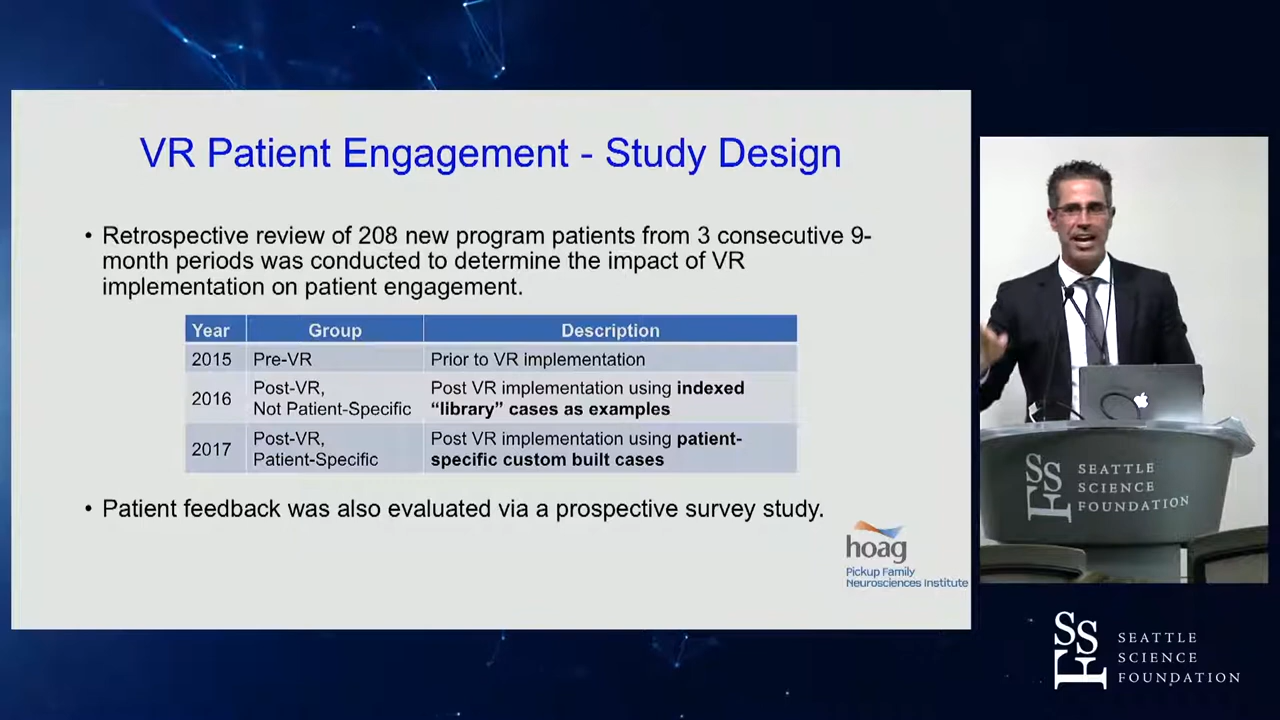 VR Patient Engagement - Study Design
• Retrospective review of 208 new program patients from 3 consecutive 9-
month periods was conducted to determine the impact of VR
implementation on patient engagement.
Year Group Description
2015 Pre-VR Prior to VR implementation
2016 Post-VR, Not Patient-Specific Post VR implementation using indexed “library” cases as examples
2017 Post-VR, Patient-Specific Post VR implementation using patient-specific custom built cases
• Patient feedback was also evaluated via a prospective survey study.
hoag
Pickup Family
Neurosciences Institute
SSF
SEATTLE
SCIENCE
FOUNDATION
SSF
SEATTLE
SCIENCE
FOUNDATION